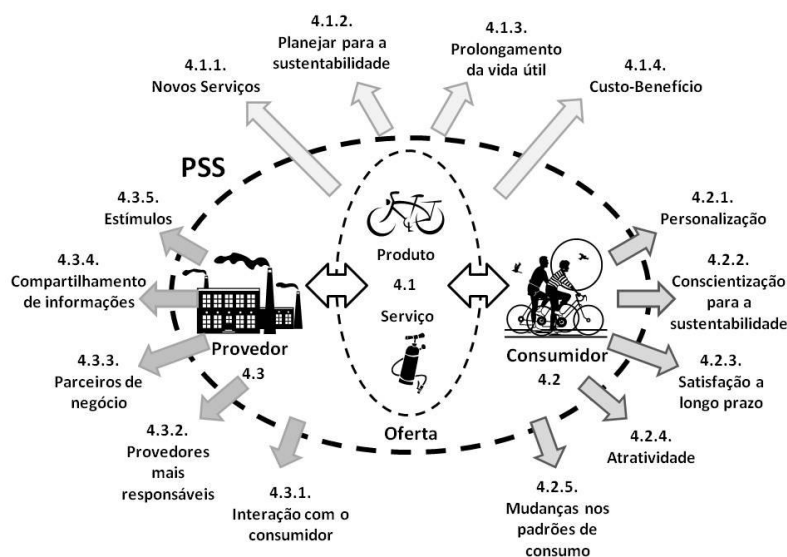 4.1.1.
Novos Serviços
4.1.2.
Planejar para a
sustentabilidade
4.1.3.
Prolongamento
da vida útil
4.1.4.
Custo-Benefício
PSS
4.3.5.
Estímulos
4.3.4.
Compartilhamento
de informações
4.3.3.
Parceiros de
negócio
4.3.2.
Provedores
mais
responsáveis
4.3.1.
Interação com o
consumidor
Provedor
4.3
Produto
4.1
Serviço
Oferta
Consumidor
4.2
4.2.1.
Personalização
4.2.2.
Conscientização
para a
sustentabilidade
4.2.3.
Satisfação a
longo prazo
4.2.4.
Atratividade
4.2.5.
Mudanças nos
padrões de
consumo